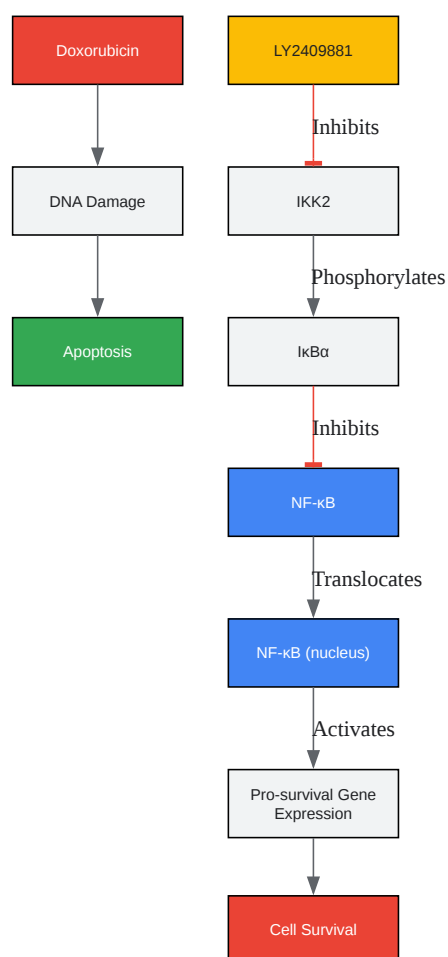 Doxorubicin
LY2409881
Inhibits
DNA Damage
IKK2
Phosphorylates
Apoptosis
IκBα
Inhibits
NF-κB
Translocates
NF-κB (nucleus)
Activates
Pro-survival Gene
Expression
Cell Survival